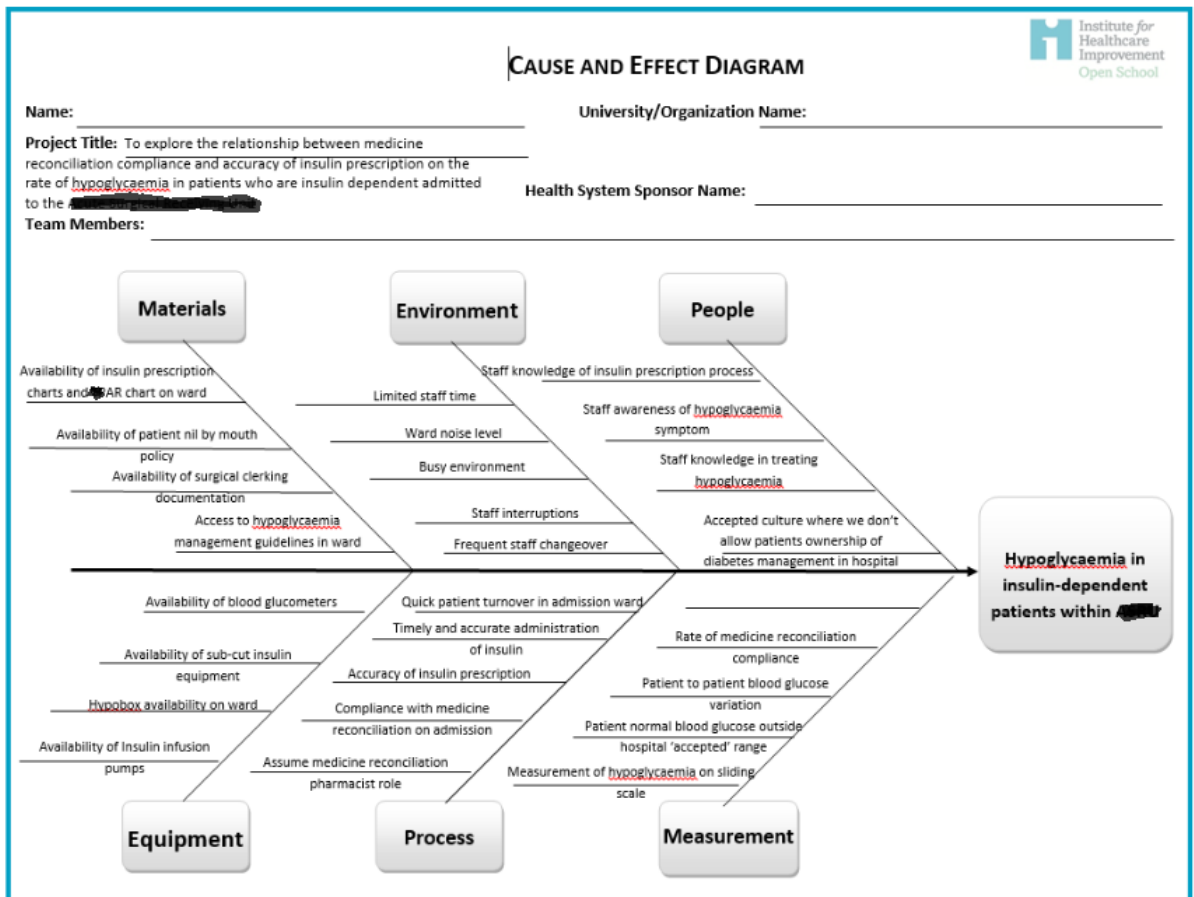 Institute for
Healthcare
Improvement
Open School
CAUSE AND EFFECT DIAGRAM
Name:
University/Organization Name:
Project Title: To explore the relationship between medicine
reconciliation compliance and accuracy of insulin prescription on the
rate of hypoglycaemia in patients who are insulin dependent admitted
to the
Health System Sponsor Name:
Team Members:
Materials
Environment
People
Availability of insulin prescription
charts and AR chart on ward
Availability of patient nil by mouth
policy
Availability of surgical clerking
documentation
Access to hypoglycaemia
management guidelines in ward
Limited staff time
Ward noise level
Busy environment
Staff interruptions
Frequent staff changeover
Staff knowledge of insulin prescription process
Staff awareness of hypoglycaemia
symptom
Staff knowledge in treating
hypoglycaemia
Accepted culture where we don't
allow patients ownership of
diabetes management in hospital
Hypoglycaemia in
insulin-dependent
patients within
Availability of blood glucometers
Availability of sub-cut insulin
equipment
Hypobox availability on ward
Availability of Insulin infusion
pumps
Quick patient turnover in admission ward
Timely and accurate administration
of insulin
Accuracy of insulin prescription
Compliance with medicine
reconciliation on admission
Assume medicine reconciliation
pharmacist role
Rate of medicine reconciliation
compliance
Patient to patient blood glucose
variation
Patient normal blood glucose outside
hospital 'accepted' range
Measurement of hypoglycaemia on sliding
scale
Equipment
Process
Measurement